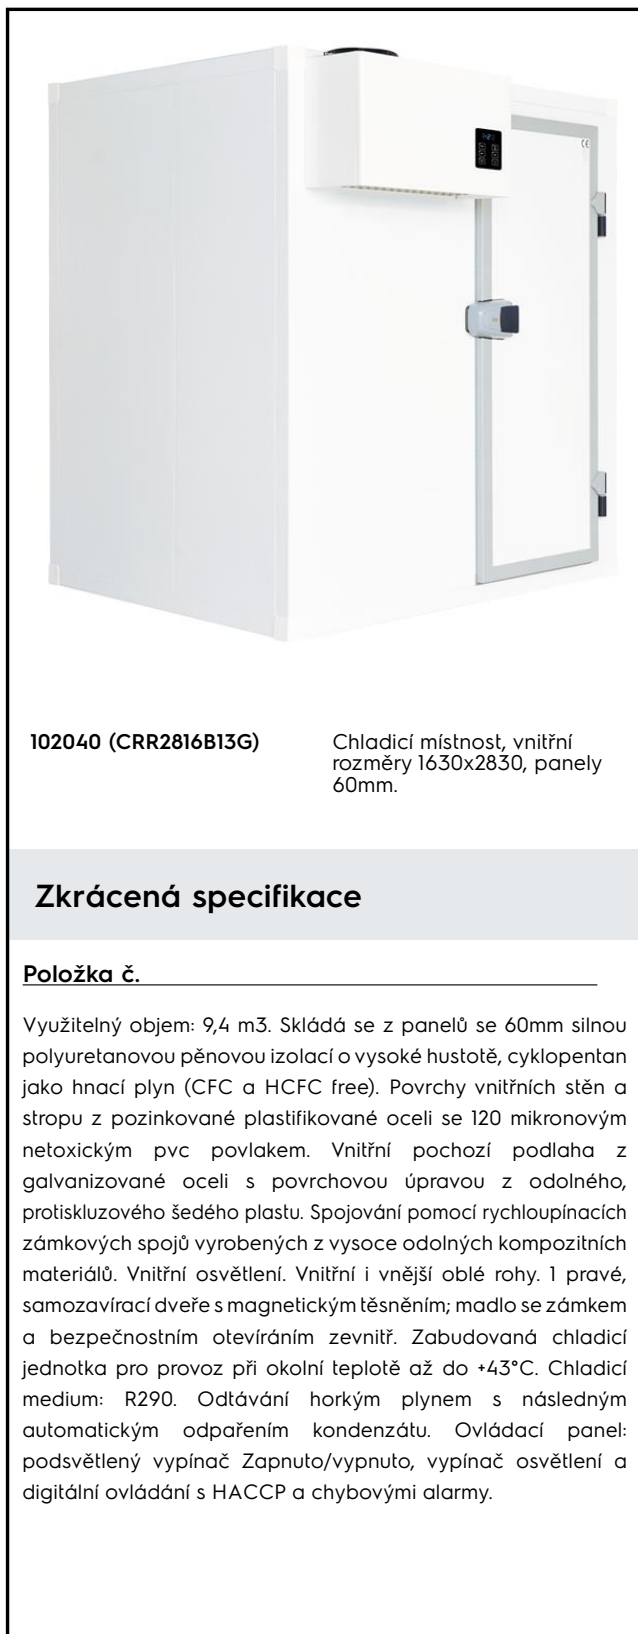 102040 (CRR2816B13G)
Chladicí místnost, vnitřní
rozměry 1630x2830, panely
60mm.
Zkrácená specifikace
Položka č.
Využitelný objem: 9,4 m3. Skládá se z panelů se 60mm silnou
polyuretanovou pěnovou izolací o vysoké hustotě, cyklopentan
jako hnací plyn (CFC a HCFC free). Povrchy vnitřních stěn a
stropu z pozinkované plastifikované oceli se 120 mikronovým
netoxickým pvc povlakem. Vnitřní pochozí podlaha z
galvanizované oceli s povrchovou úpravou z odolného,
protiskluzového šedého plastu. Spojování pomocí rychloupínacích
zámkových spojů vyrobených z vysoce odolných kompozitních
materiálů. Vnitřní osvětlení. Vnitřní i vnější oblé rohy. 1 pravé,
samozavírací dveře s magnetickým těsněním; madlo se zámkem
a bezpečnostním otevíráním zevnitř. Zabudovaná chladicí
jednotka pro provoz při okolní teplotě až do +43°C. Chladicí
medium: R290. Odtávání horkým plynem s následným
automatickým odpařením kondenzátu. Ovládací panel:
podsvětlený vypínač Zapnuto/vypnuto, vypínač osvětlení a
digitální ovládání s HACCP a chybovými alarmy.